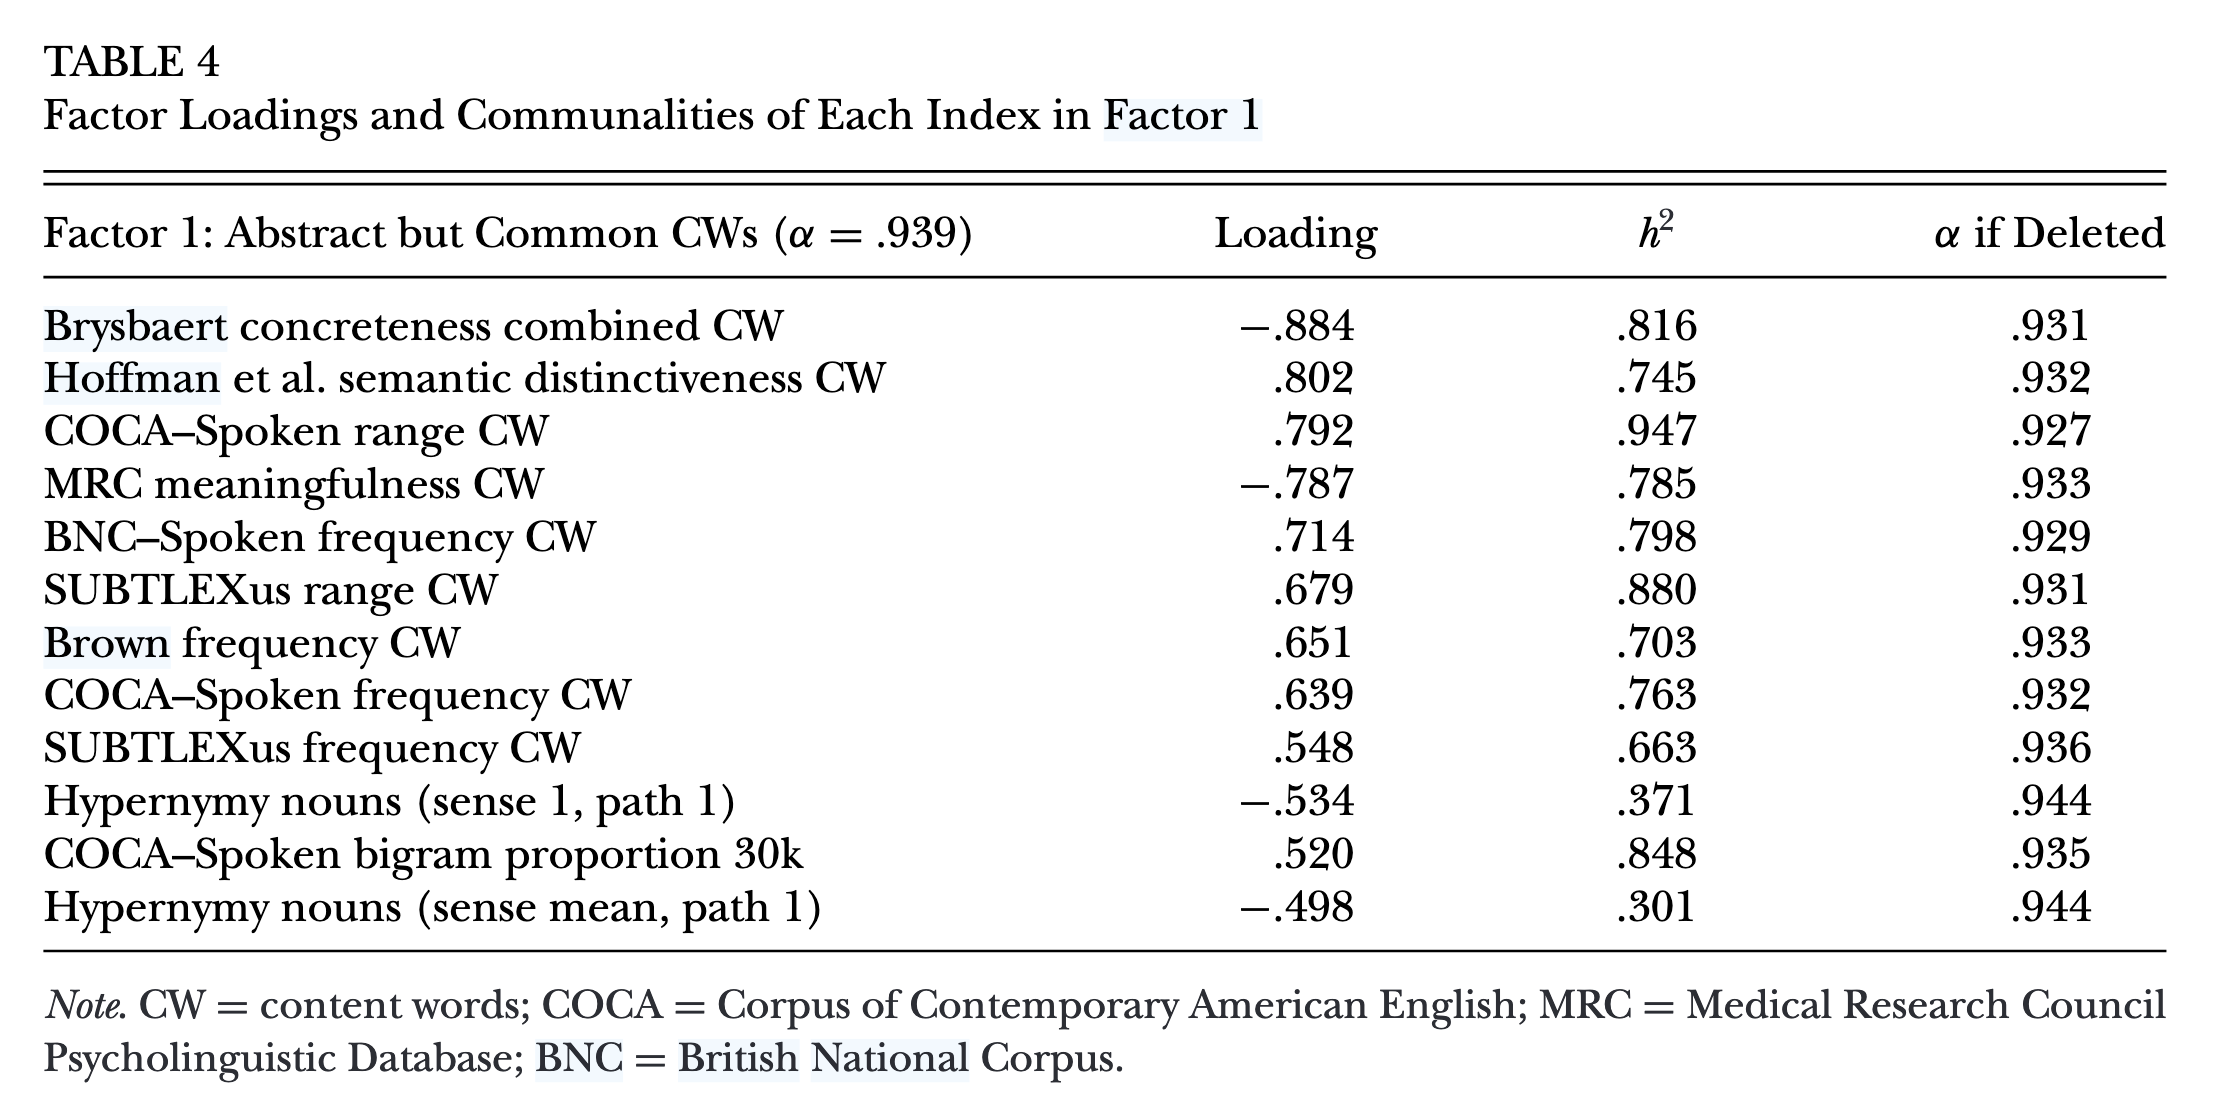 TABLE 4
Factor Loadings and Communalities of Each Index in Factor 1
Factor 1: Abstract but Common CWs (α = .939) Loading h² α if Deleted
Brysbaert concreteness combined CW −.884 .816 .931
Hoffman et al. semantic distinctiveness CW .802 .745 .932
COCA–Spoken range CW .792 .947 .927
MRC meaningfulness CW −.787 .785 .933
BNC–Spoken frequency CW .714 .798 .929
SUBTLEXus range CW .679 .880 .931
Brown frequency CW .651 .703 .933
COCA–Spoken frequency CW .639 .763 .932
SUBTLEXus frequency CW .548 .663 .936
Hypernymy nouns (sense 1, path 1) −.534 .371 .944
COCA–Spoken bigram proportion 30k .520 .848 .935
Hypernymy nouns (sense mean, path 1) −.498 .301 .944
Note. CW = content words; COCA = Corpus of Contemporary American English; MRC = Medical Research Council
Psycholinguistic Database; BNC = British National Corpus.